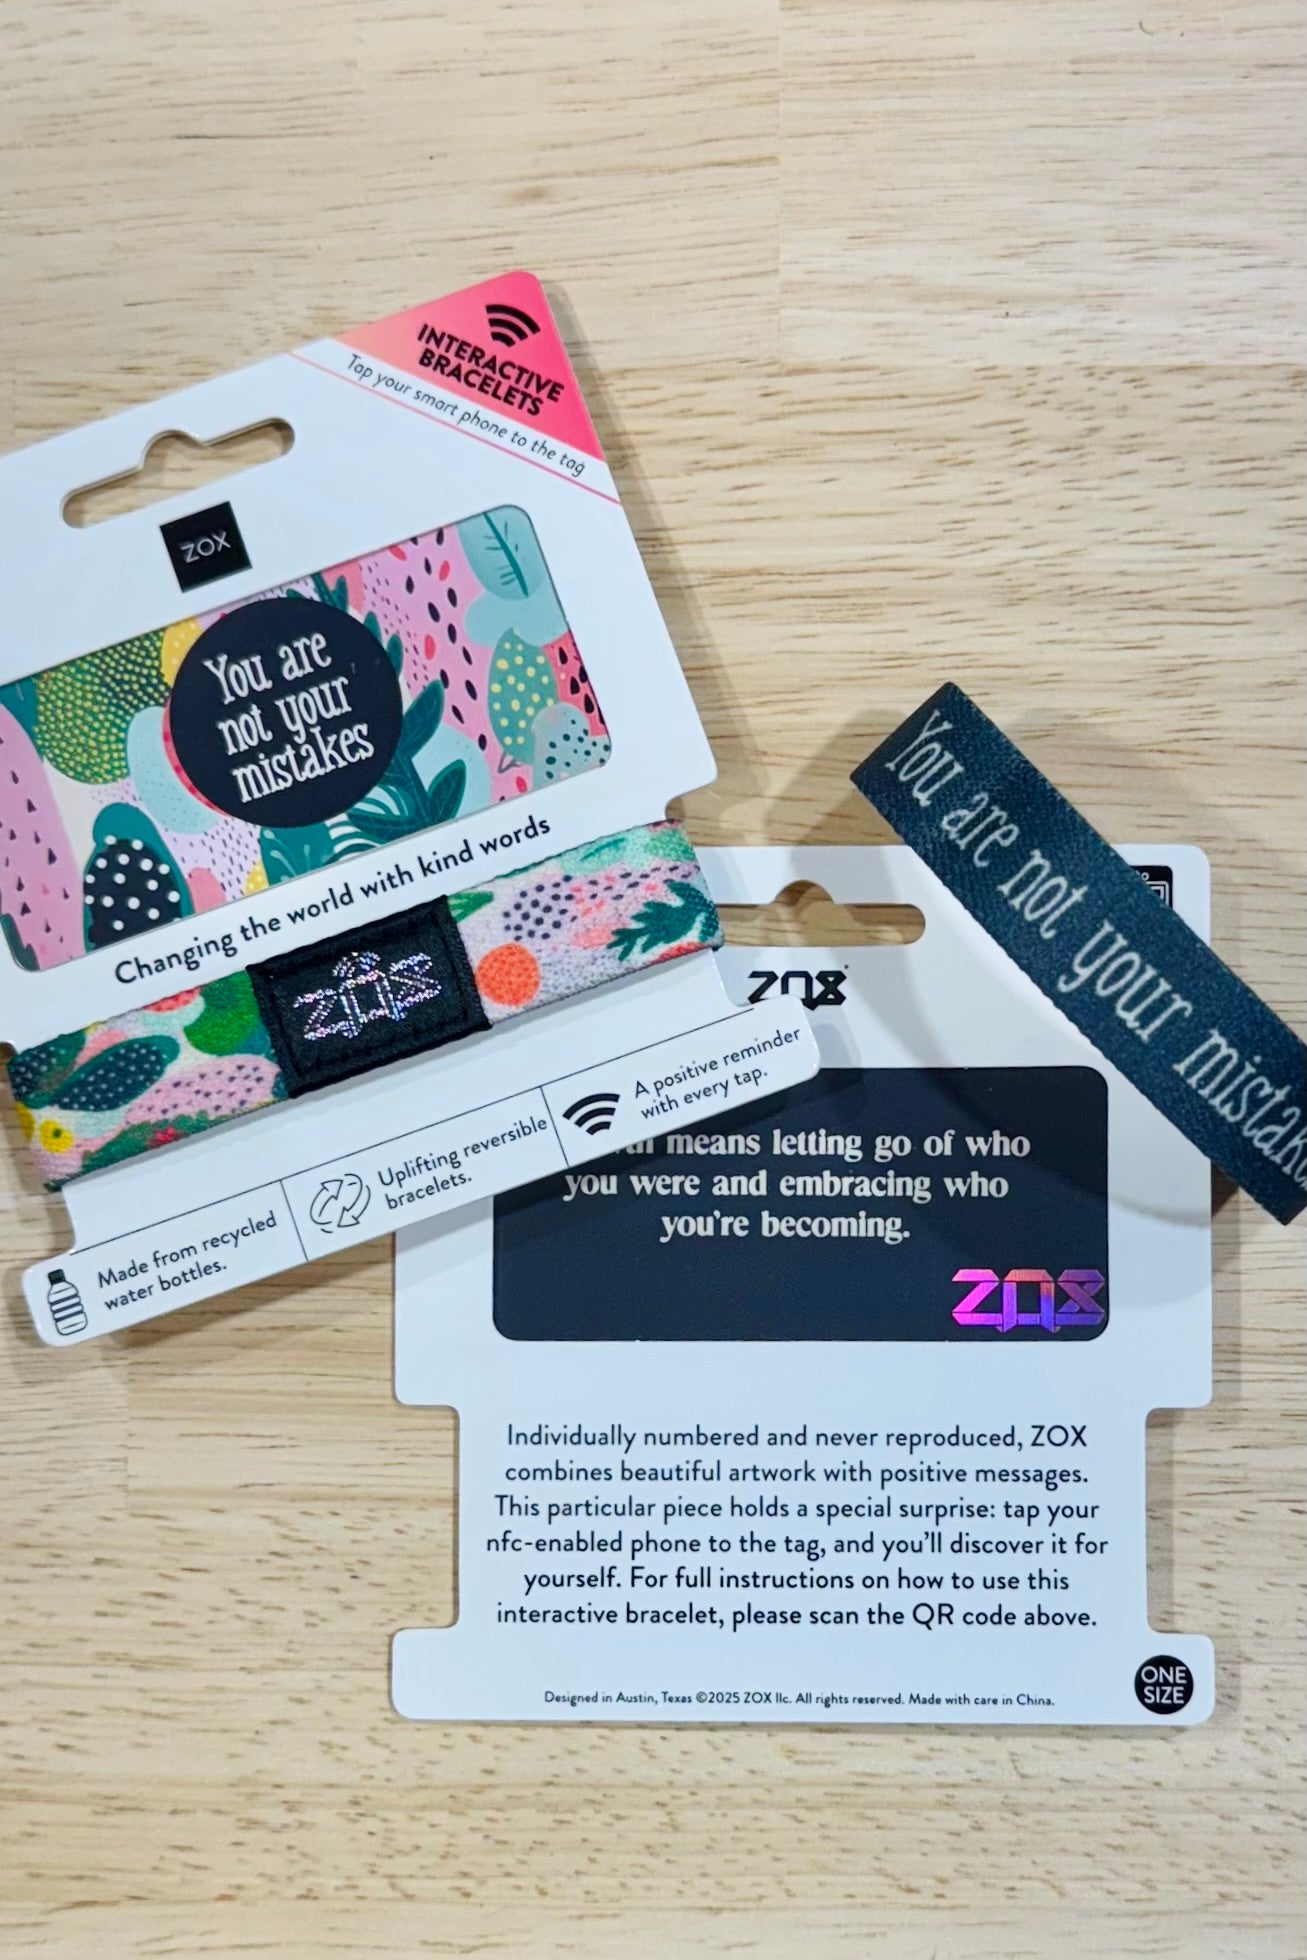 INTERACTIVE
BRACELETS
Tap your smart phone to the tag
ZOX
You are
not your
mistakes
Changing the world with kind words
ZOX
Made from recycled
water bottles.
Uplifting reversible
bracelets.
A positive reminder
with every tap.
You are not your
ZOX
means letting go of who
you were and embracing who
you're becoming.
ZOX
Individually numbered and never reproduced, ZOX
combines beautiful artwork with positive messages.
This particular piece holds a special surprise: tap your
nfc-enabled phone to the tag, and you'll discover it for
yourself. For full instructions on how to use this
interactive bracelet, please scan the QR code above.
Designed in Austin, Texas ©2025 ZOX llc. All rights reserved. Made with care in China.
ONE
SIZE